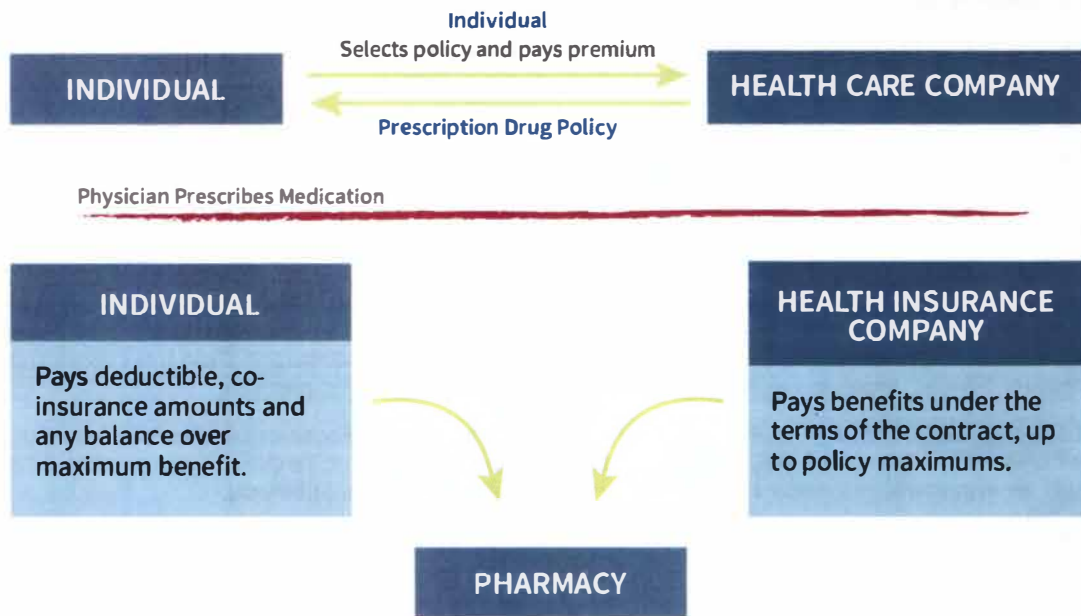 Individual
Selects policy and pays premium
INDIVIDUAL
HEALTH CARE COMPANY
Prescription Drug Policy
Physician Prescribes Medication
INDIVIDUAL
Pays deductible, co-
insurance amounts and
any balance over
maximum benefit.
HEALTH INSURANCE
COMPANY
Pays benefits under the
terms of the contract, up
to policy maximums.
PHARMACY